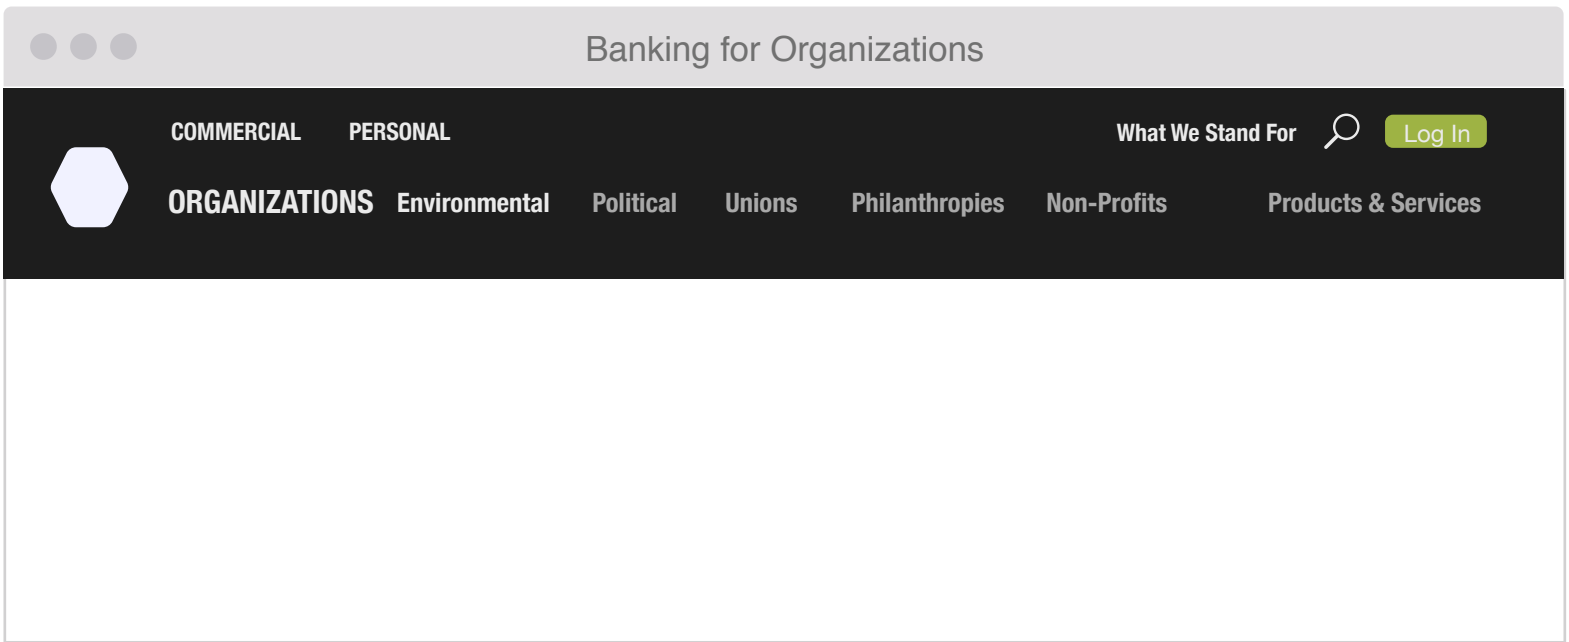 Banking for Organizations
COMMERCIAL PERSONAL What We Stand For Log In
ORGANIZATIONS Environmental Political Unions Philanthropies Non-Profits Products & Services